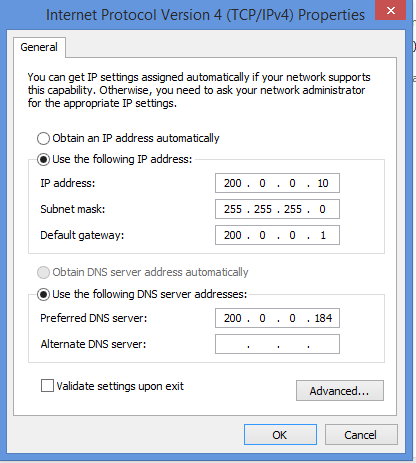 Internet Protocol Version 4 (TCP/IPv4) Properties
General
You can get IP settings assigned automatically if your network supports
this capability. Otherwise, you need to ask your network administrator
for the appropriate IP settings.
Obtain an IP address automatically
Use the following IP address:
IP address: 200 . 0 . 0 . 10
Subnet mask: 255 . 255 . 255 . 0
Default gateway: 200 . 0 . 0 . 1
Obtain DNS server address automatically
Use the following DNS server addresses:
Preferred DNS server: 200 . 0 . 0 . 184
Alternate DNS server: . . .
Validate settings upon exit
Advanced...
OK Cancel